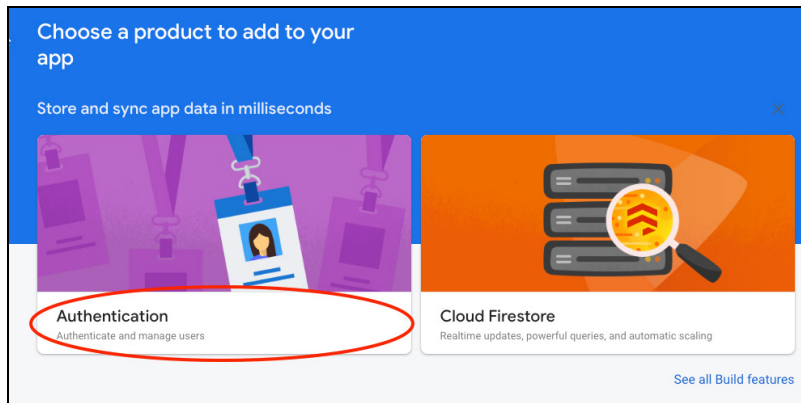 Choose a product to add to your
app
Store and sync app data in milliseconds
Authentication
Authenticate and manage users
Cloud Firestore
Realtime updates, powerful queries, and automatic scaling
See all Build features